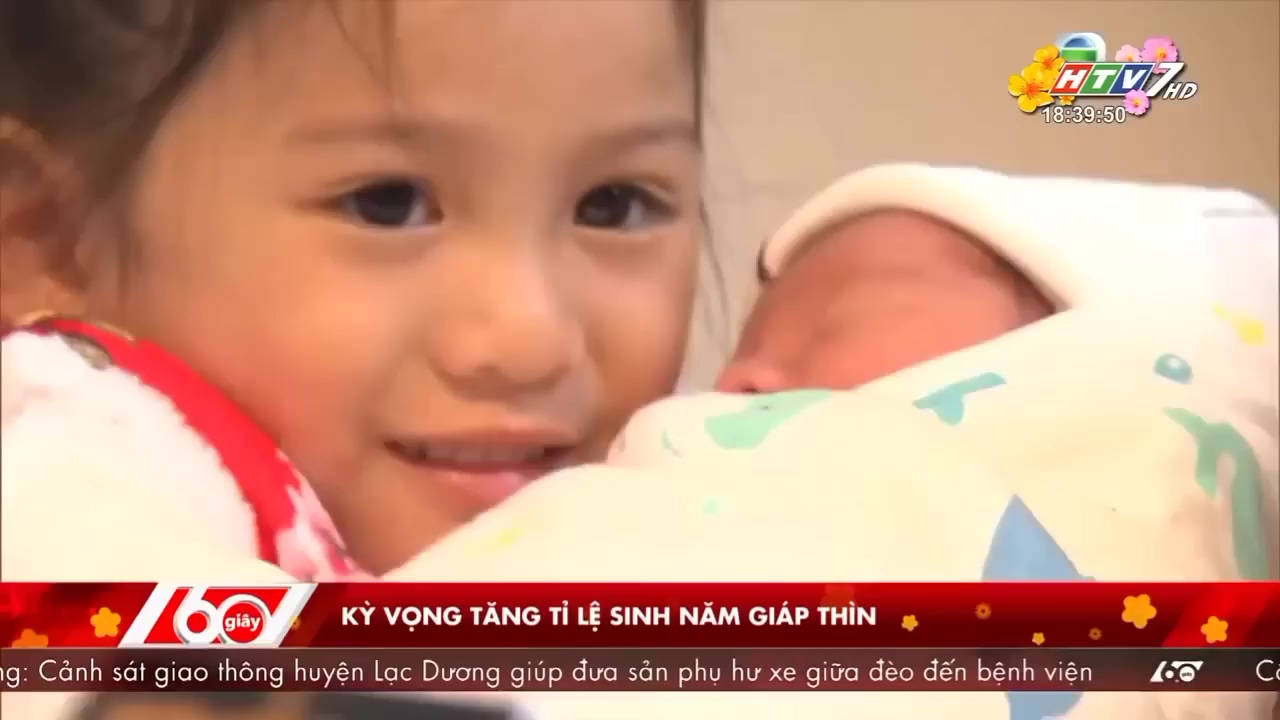 HTV7 HD
18:39:50
60 giây
KỲ VỌNG TĂNG TỈ LỆ SINH NĂM GIÁP THÌN
ng: Cảnh sát giao thông huyện Lạc Dương giúp đưa sản phụ hư xe giữa đèo đến bệnh viện 60 giây